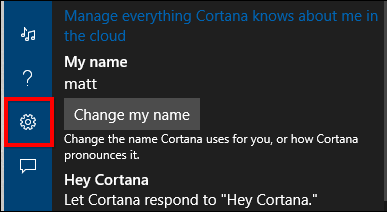 Manage everything Cortana knows about me in
the cloud
My name
matt
Change my name
Change the name Cortana uses for you, or how Cortana
pronounces it.
Hey Cortana
Let Cortana respond to "Hey Cortana."